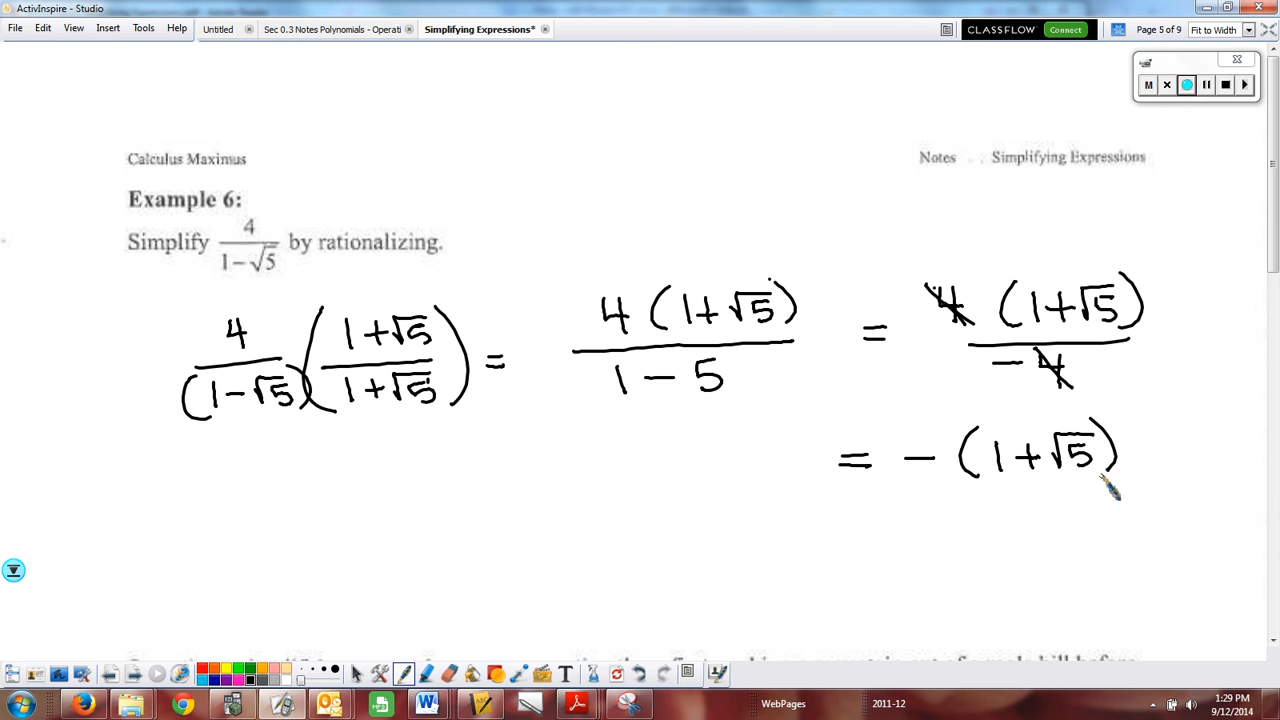 ActivInspire - Studio
File Edit View Insert Tools Help Untitled Sec 0.3 Notes Polynomials - Operati Simplifying Expressions* CLASSFLOW Connect Page 5 of 9 Fit to Width
M
Calculus Maximus Notes Simplifying Expressions
Example 6:
Simplify 4/(1−√5) by rationalizing.
4/(1−√5) ((1+√5)/(1+√5)) = 4(1+√5)/(1−5) = 4(1+√5)/(−4)
= −(1+√5)
T
W
WebPages 2011-12 1:29 PM
9/12/2014